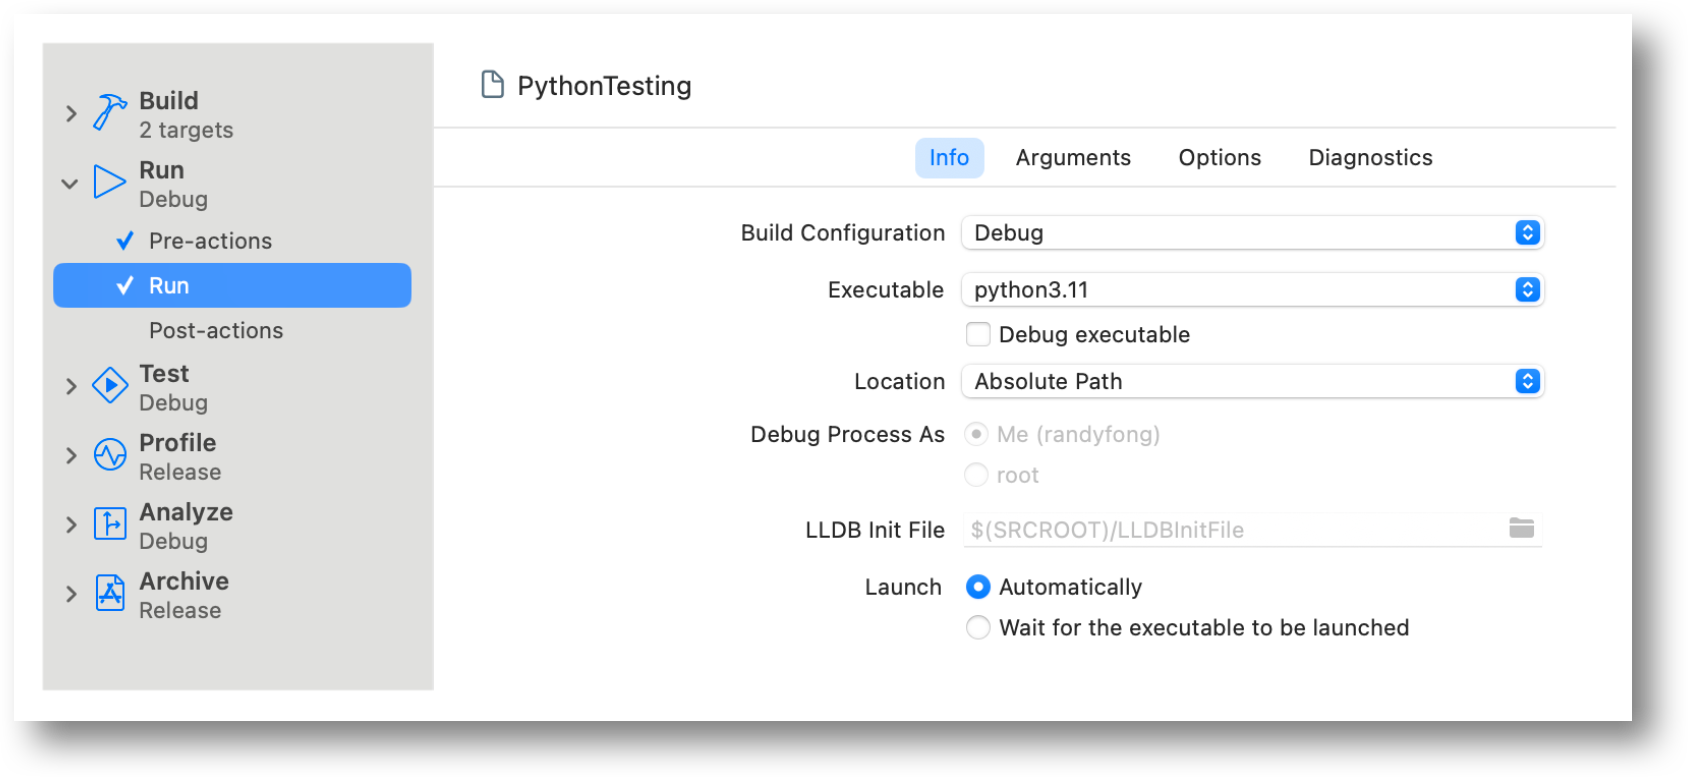 Build
2 targets
Run
Debug
Pre-actions
Run
Post-actions
Test
Debug
Profile
Release
Analyze
Debug
Archive
Release
PythonTesting
Info Arguments Options Diagnostics
Build Configuration Debug
Executable python3.11
Debug executable
Location Absolute Path
Debug Process As Me (randyfong)
root
LLDB Init File $(SRCROOT)/LLDBInitFile
Launch Automatically
Wait for the executable to be launched